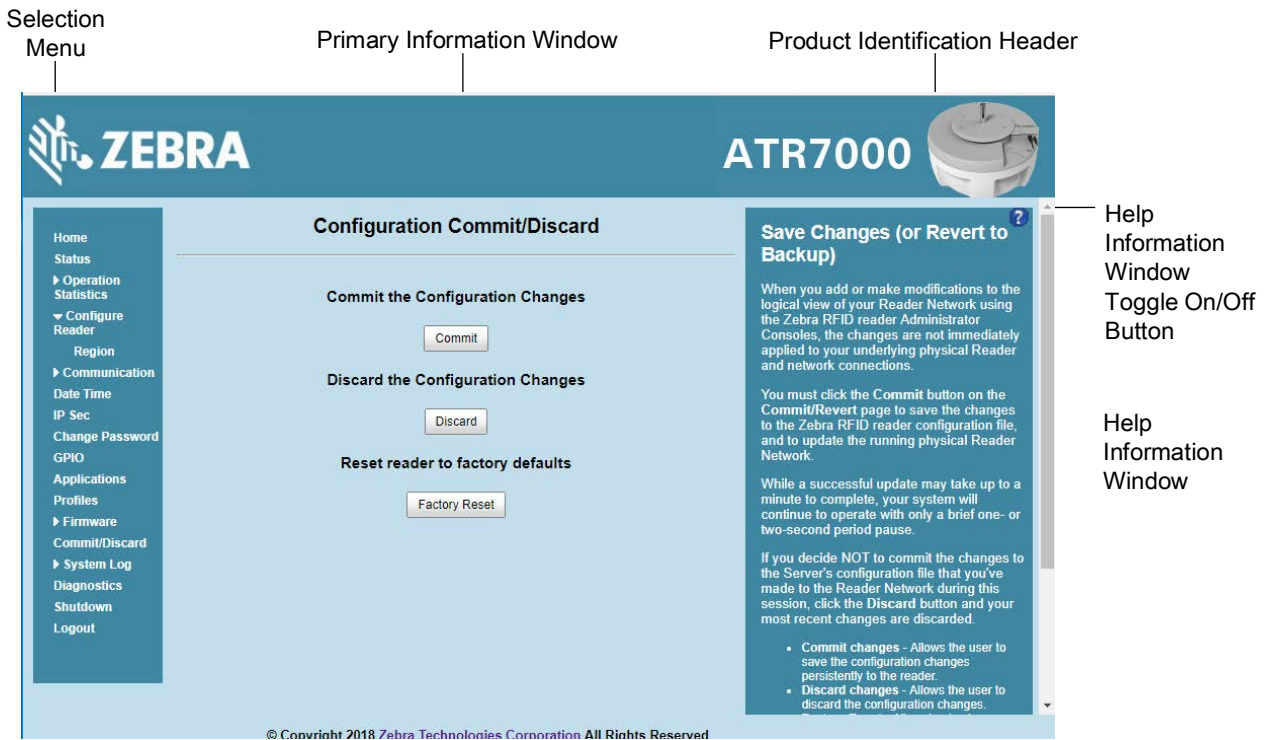 Selection
Menu
Primary Information Window
Product Identification Header
ZEBRA
ATR7000
Home
Status
Operation
Statistics
Configure
Reader
Region
Communication
Date Time
IP Sec
Change Password
GPIO
Applications
Profiles
Firmware
Commit/Discard
System Log
Diagnostics
Shutdown
Logout
Configuration Commit/Discard
Commit the Configuration Changes
Commit
Discard the Configuration Changes
Discard
Reset reader to factory defaults
Factory Reset
?
Save Changes (or Revert to
Backup)
When you add or make modifications to the
logical view of your Reader Network using
the Zebra RFID reader Administrator
Consoles, the changes are not immediately
applied to your underlying physical Reader
and network connections.
You must click the Commit button on the
Commit/Revert page to save the changes
to the Zebra RFID reader configuration file,
and to update the running physical Reader
Network.
While a successful update may take up to a
minute to complete, your system will
continue to operate with only a brief one- or
two-second period pause.
If you decide NOT to commit the changes to
the Server's configuration file that you've
made to the Reader Network during this
session, click the Discard button and your
most recent changes are discarded.
• Commit changes - Allows the user to
save the configuration changes
persistently to the reader.
• Discard changes - Allows the user to
discard the configuration changes.
Help
Information
Window
Toggle On/Off
Button
Help
Information
Window
© Copyright 2018 Zebra Technologies Corporation All Rights Reserved